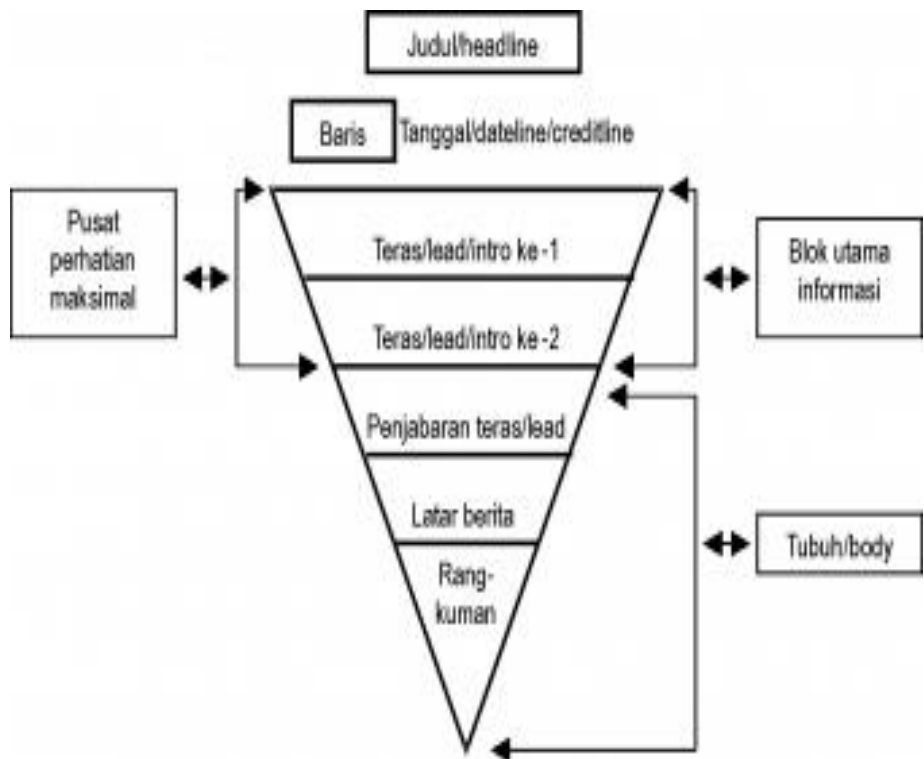 Judul/headline
Baris Tanggal/dateline/creditline
Pusat
perhatian
maksimal
Teras/lead/intro ke-1
Teras/lead/intro ke-2
Penjabaran teras/lead
Latar berita
Rang-
kuman
Blok utama
informasi
Tubuh/body